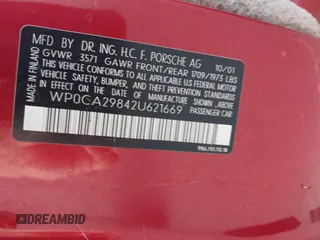 MFD. BY DR. ING. H.C. F. PORSCHE AG 10/01
GVWR 3571 GAWR FRONT/REAR 1709/1973 LBS
THIS VEHICLE CONFORMS TO ALL APPLICABLE FEDERAL MOTOR
VEHICLE SAFETY, BUMPER, AND THEFT PREVENTION STANDARDS
IN EFFECT ON THE DATE OF MANUFACTURE SHOWN ABOVE
WP0CA29842U621669 PASSENGER CAR
AUTOBIDMASTER